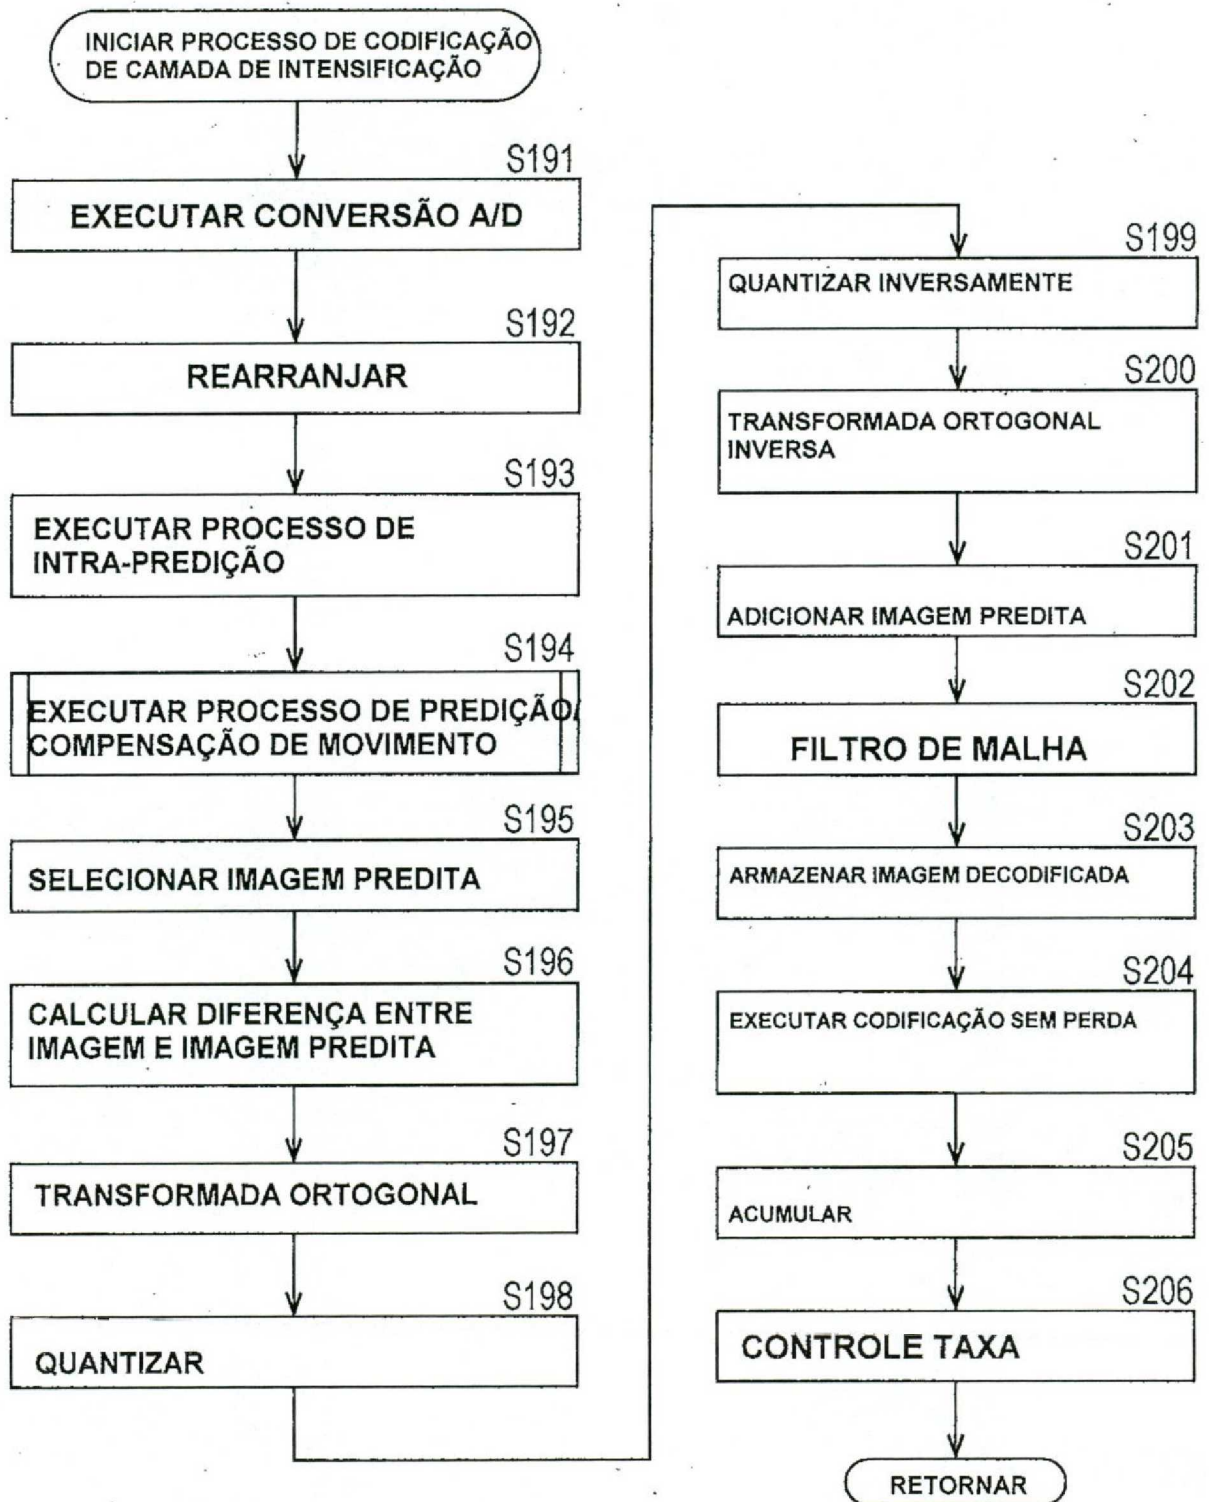 INICIAR PROCESSO DE CODIFICAÇÃO
DE CAMADA DE INTENSIFICAÇÃO
S191
EXECUTAR CONVERSÃO A/D
S192
REARRANJAR
S193
EXECUTAR PROCESSO DE
INTRA-PREDIÇÃO
S194
EXECUTAR PROCESSO DE PREDIÇÃO/
COMPENSAÇÃO DE MOVIMENTO
S195
SELECIONAR IMAGEM PREDITA
S196
CALCULAR DIFERENÇA ENTRE
IMAGEM E IMAGEM PREDITA
S197
TRANSFORMADA ORTOGONAL
S198
QUANTIZAR
S199
QUANTIZAR INVERSAMENTE
S200
TRANSFORMADA ORTOGONAL
INVERSA
S201
ADICIONAR IMAGEM PREDITA
S202
FILTRO DE MALHA
S203
ARMAZENAR IMAGEM DECODIFICADA
S204
EXECUTAR CODIFICAÇÃO SEM PERDA
S205
ACUMULAR
S206
CONTROLE TAXA
RETORNAR